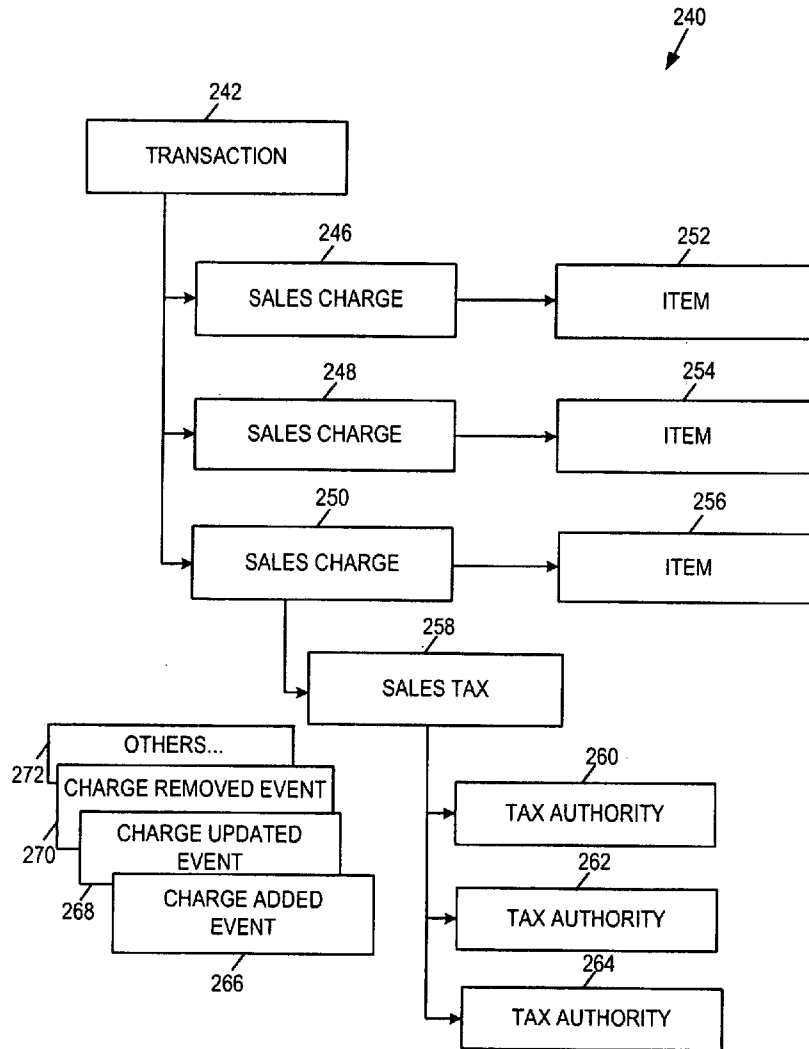 240
242
TRANSACTION
246
SALES CHARGE
252
ITEM
248
SALES CHARGE
254
ITEM
250
SALES CHARGE
256
ITEM
258
SALES TAX
OTHERS...
272
CHARGE REMOVED EVENT
270
CHARGE UPDATED
EVENT
268
CHARGE ADDED
EVENT
266
260
TAX AUTHORITY
262
TAX AUTHORITY
264
TAX AUTHORITY